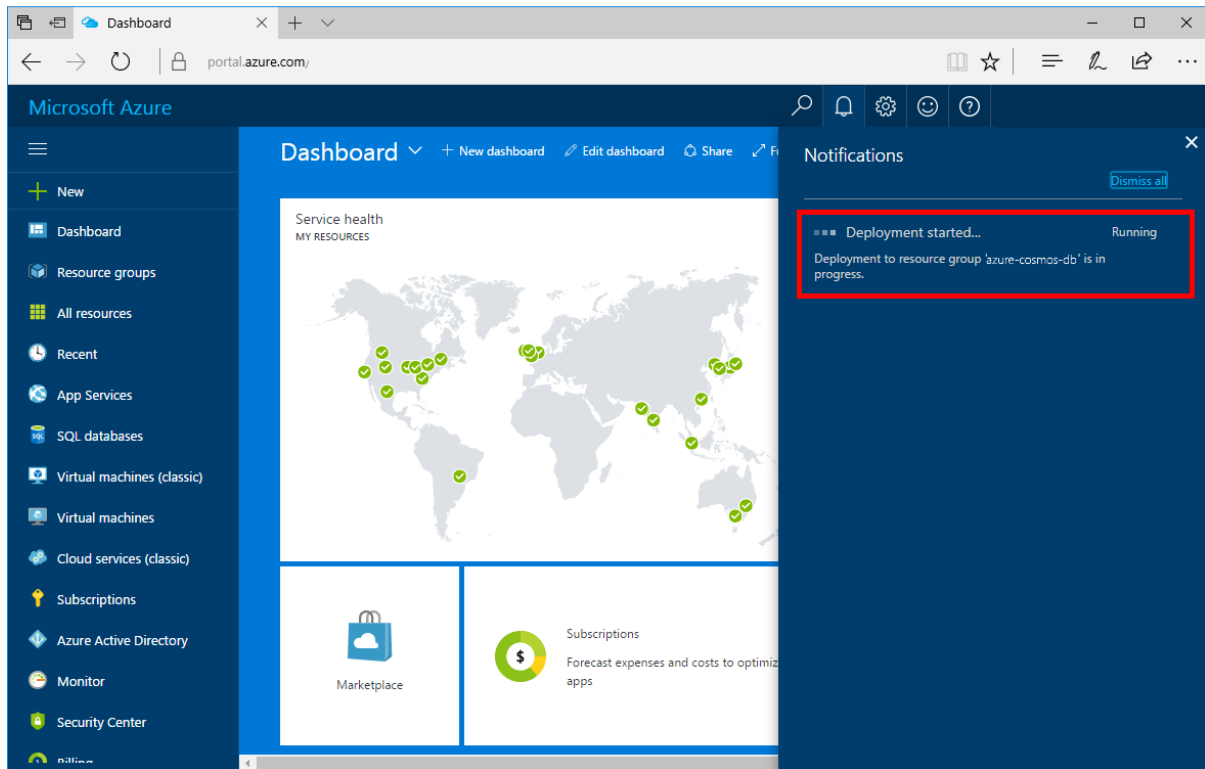 Dashboard
portal.azure.com/
Microsoft Azure
Dashboard
New dashboard
Edit dashboard
Share
Notifications
Dismiss all
New
Dashboard
Resource groups
All resources
Recent
App Services
SQL databases
Virtual machines (classic)
Virtual machines
Cloud services (classic)
Subscriptions
Azure Active Directory
Monitor
Security Center
Billing
Service health
MY RESOURCES
Marketplace
Subscriptions
Forecast expenses and costs to optimiz
apps
Deployment started... Running
Deployment to resource group 'azure-cosmos-db' is in
progress.